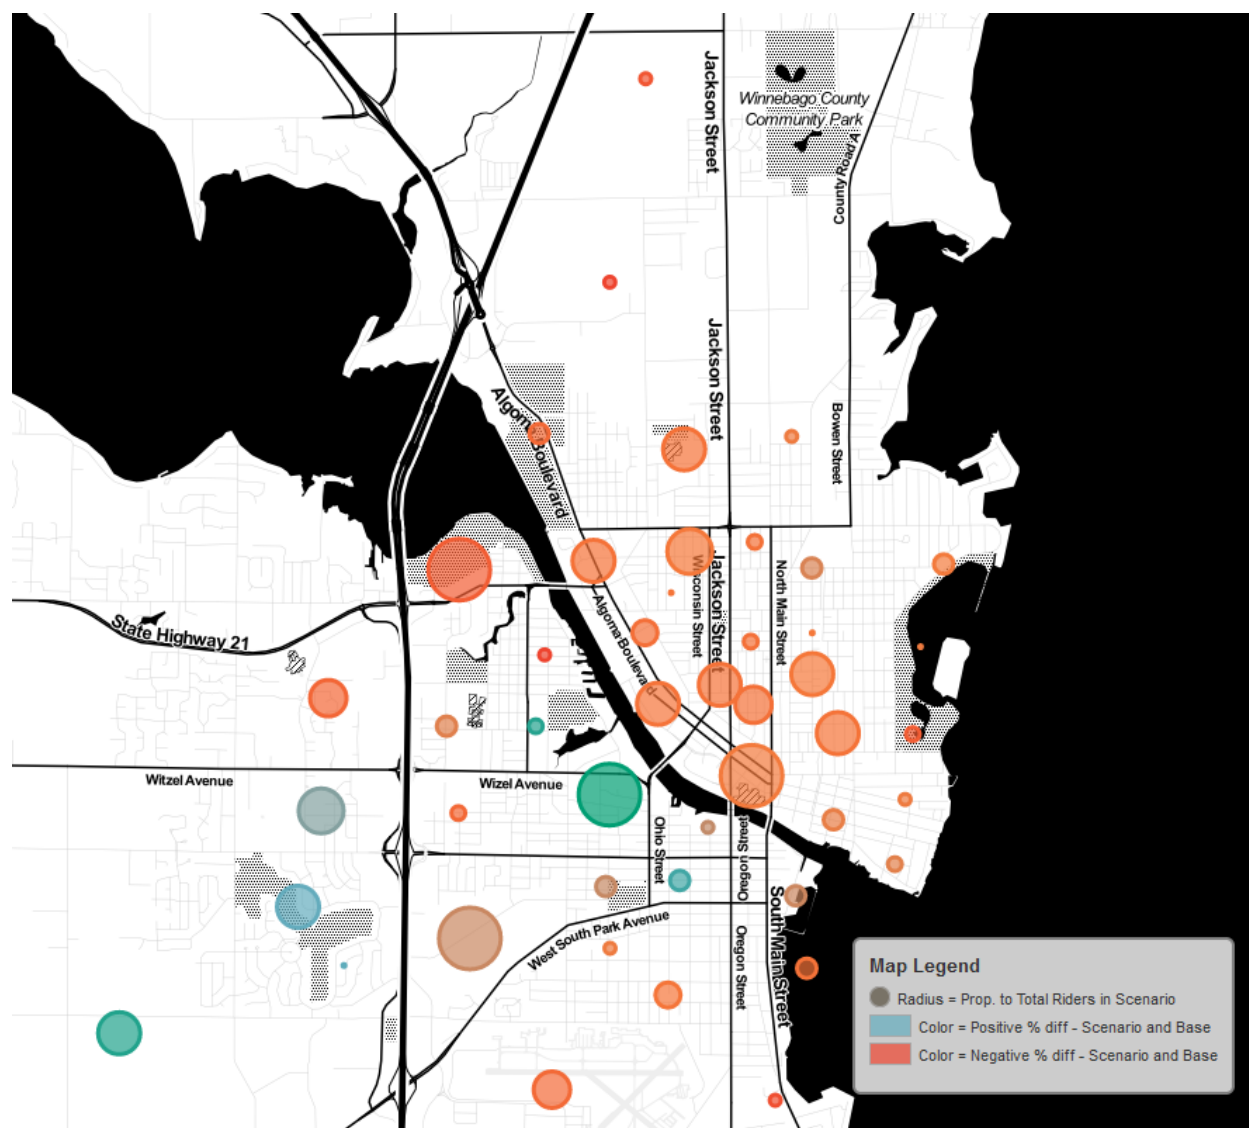 Jackson Street
Winnebago County
Community Park
County Road A
Jackson Street
Algoma Boulevard
Bowen Street
Jackson Street
Wisconsin Street
North Main Street
Algoma Boulevard
State Highway 21
Witzel Avenue
Wizel Avenue
Ohio Street
Oregon Street
South Main Street
West South Park Avenue
Oregon Street
Map Legend
Radius = Prop. to Total Riders in Scenario
Color = Positive % diff - Scenario and Base
Color = Negative % diff - Scenario and Base